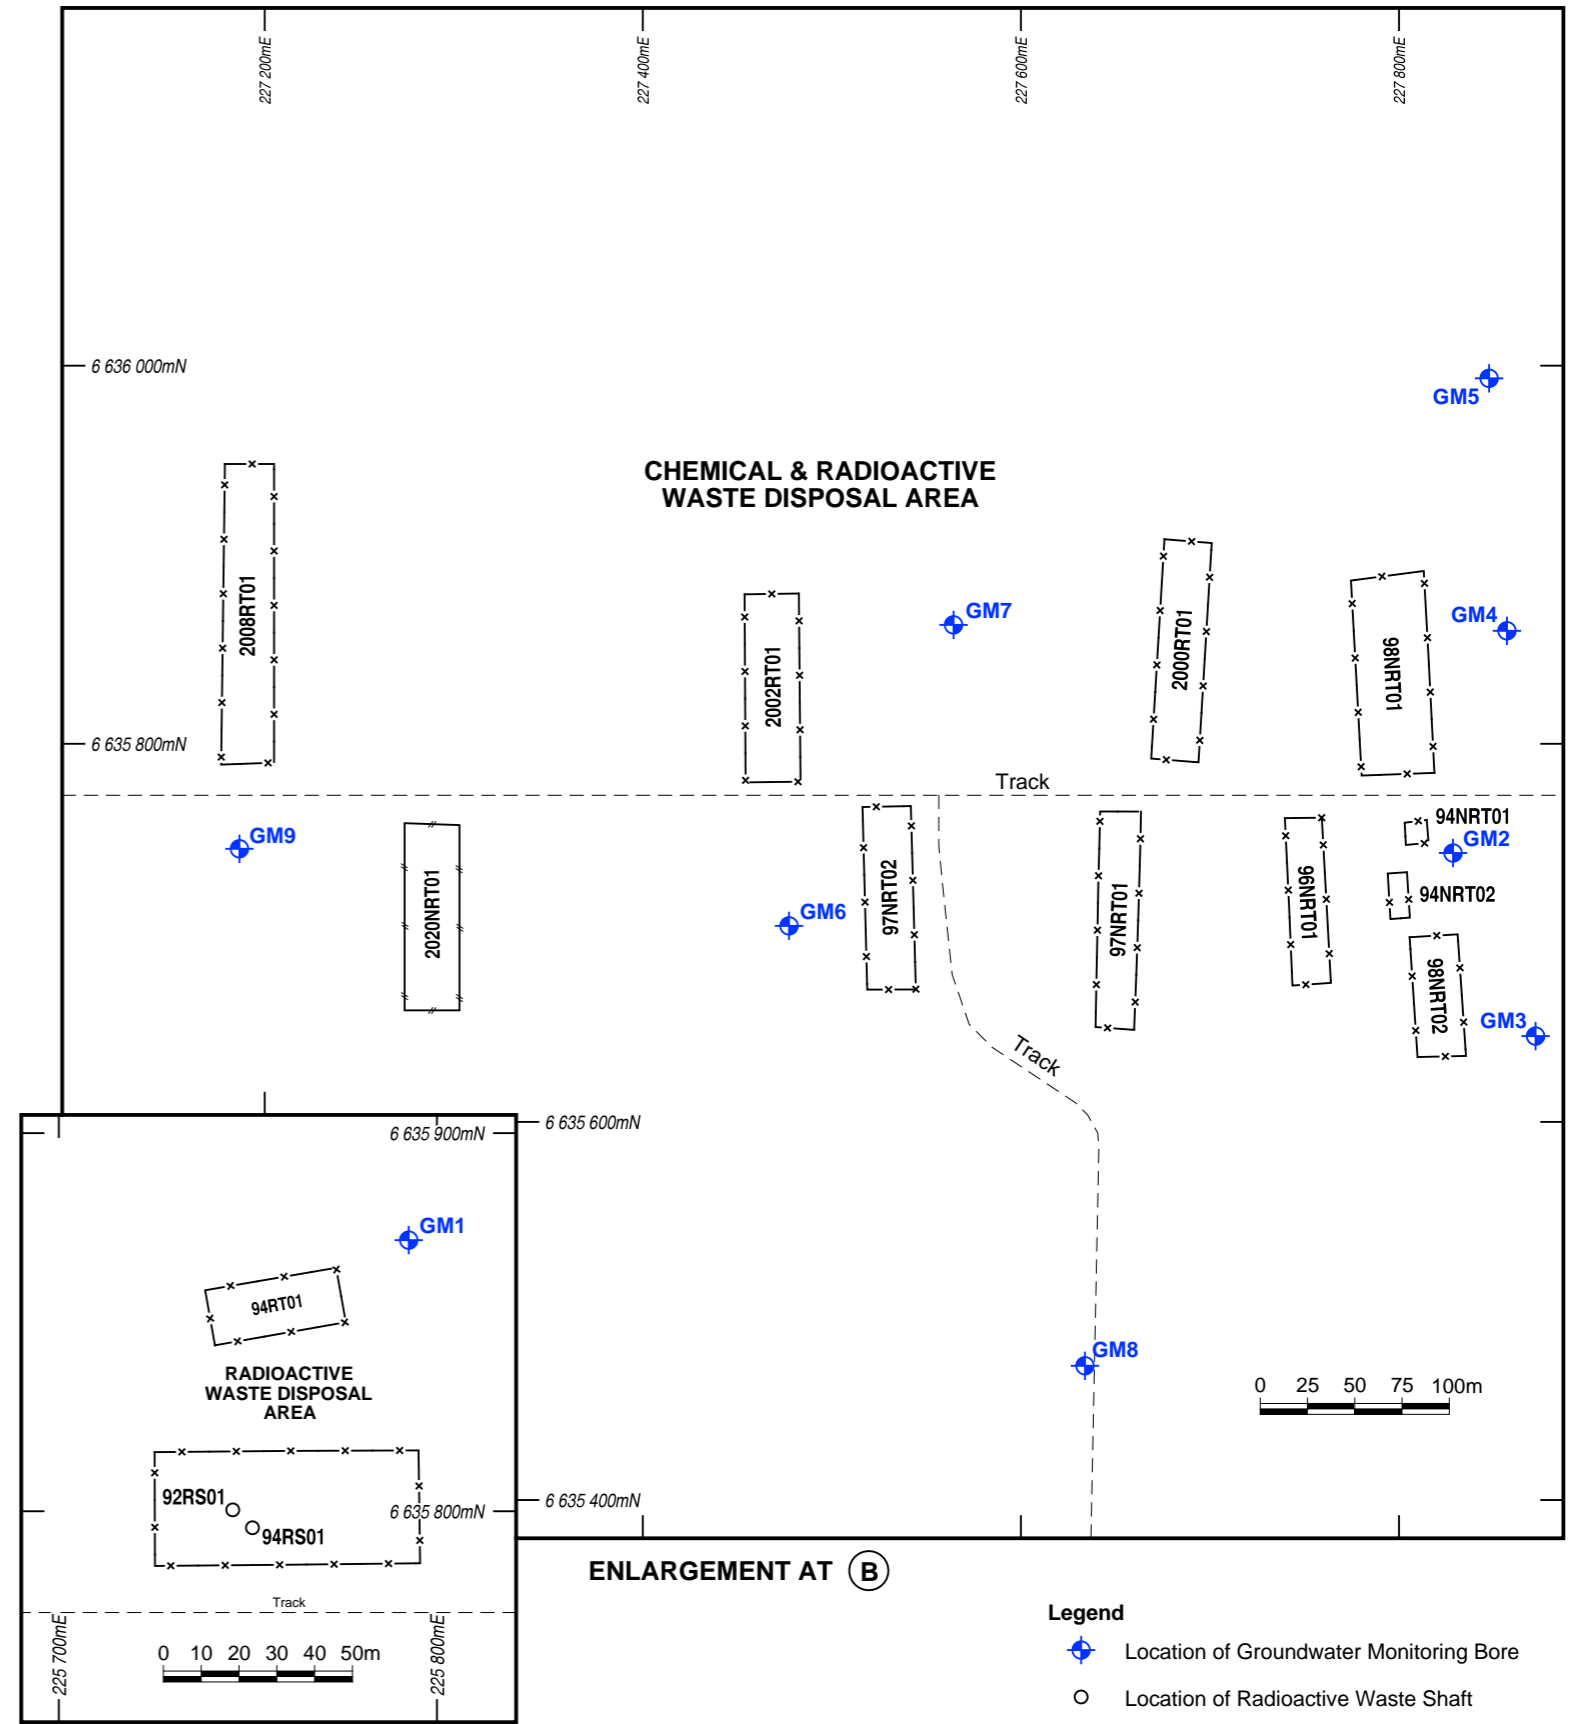 227 200mE
227 400mE
227 600mE
227 800mE
6 636 000mN
GM5
CHEMICAL & RADIOACTIVE
WASTE DISPOSAL AREA
2008RT01
2002RT01
GM7
2000RT01
98NRT01
GM4
6 635 800mN
Track
GM9
2020NRT01
GM6
97NRT02
97NRT01
96NRT01
94NRT01
GM2
94NRT02
98NRT02
GM3
Track
6 635 600mN
6 635 900mN
GM1
94RT01
RADIOACTIVE
WASTE DISPOSAL
AREA
92RS01
94RS01
6 635 800mN
Track
225 700mE
225 800mE
0 10 20 30 40 50m
GM8
0 25 50 75 100m
6 635 400mN
ENLARGEMENT AT B
Legend
Location of Groundwater Monitoring Bore
Location of Radioactive Waste Shaft